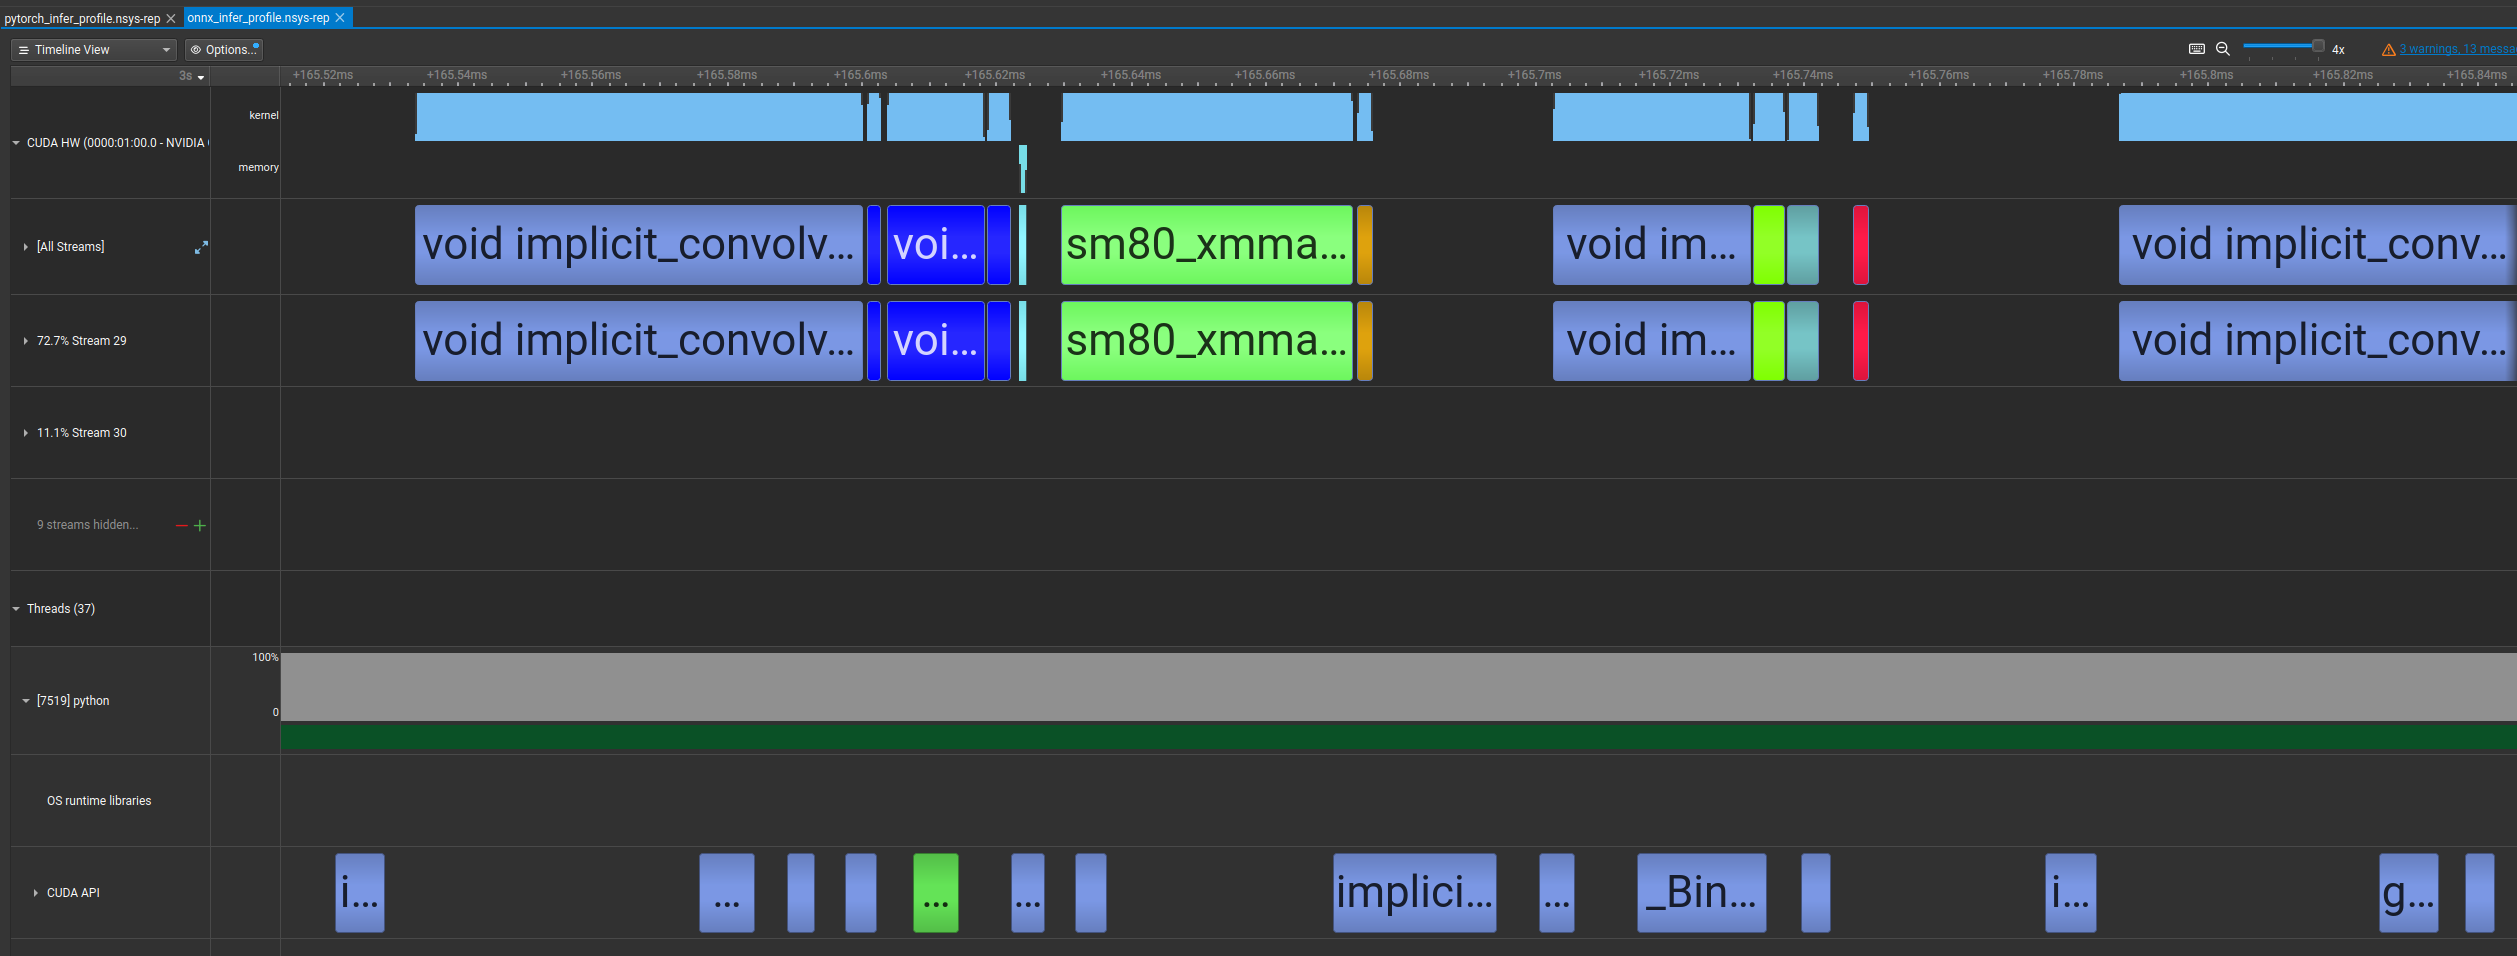 pytorch_infer_profile.nsys-rep onnx_infer_profile.nsys-rep
Timeline View Options... 4x 3 warnings, 13 messa
3s +165.52ms +165.54ms +165.56ms +165.58ms +165.6ms +165.62ms +165.64ms +165.66ms +165.68ms +165.7ms +165.72ms +165.74ms +165.76ms +165.78ms +165.8ms +165.82ms +165.84ms
kernel
CUDA HW (0000:01:00.0 - NVIDIA
memory
[All Streams] void implicit_convolv... voi... sm80_xmma... void im... void implicit_conv...
72.7% Stream 29 void implicit_convolv... voi... sm80_xmma... void im... void implicit_conv...
11.1% Stream 30
9 streams hidden...
Threads (37)
100%
[7519] python
0
OS runtime libraries
CUDA API i... ... ... ... implici... ... _Bin... i... g...